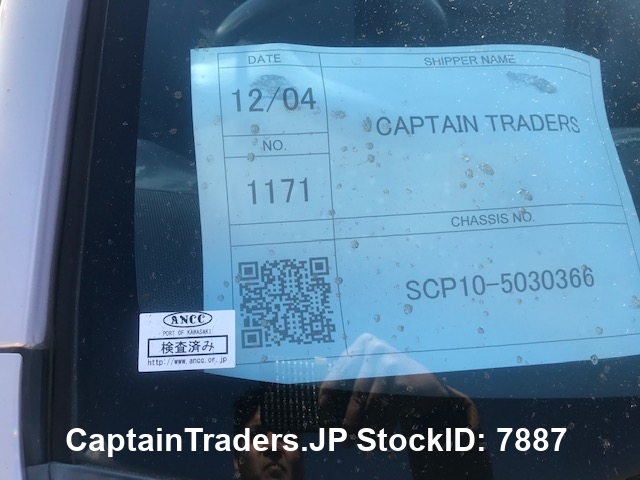 DATE
SHIPPER NAME
12/04
CAPTAIN TRADERS
NO.
1171
CHASSIS NO.
SCP10-5030366
ANCC
PORT OF KAWASAKI
検査済み
http://www.ancc.or.jp
CaptainTraders.JP StockID: 7887